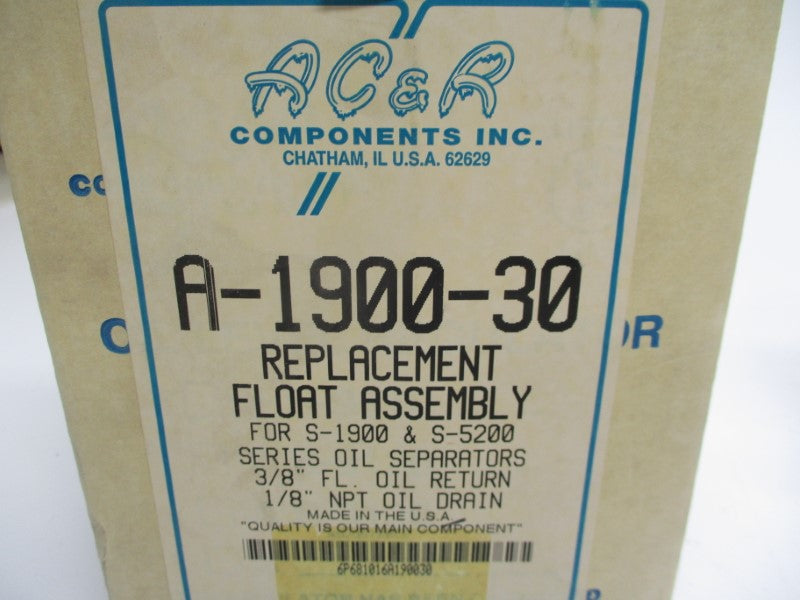 AC&R
COMPONENTS INC.
CHATHAM, IL U.S.A. 62629
A-1900-30
REPLACEMENT
FLOAT ASSEMBLY
FOR S-1900 & S-5200
SERIES OIL SEPARATORS
3/8" FL. OIL RETURN
1/8" NPT OIL DRAIN
MADE IN THE U.S.A.
"QUALITY IS OUR MAIN COMPONENT"
6P681016A190030